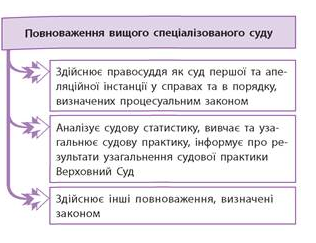 Повноваження вищого спеціалізованого суду
Здійснює правосуддя як суд першої та апе-
ляційної інстанції у справах та в порядку,
визначених процесуальним законом
Аналізує судову статистику, вивчає та уза-
гальнює судову практику, інформує про ре-
зультати узагальнення судової практики
Верховний Суд
Здійснює інші повноваження, визначені
законом